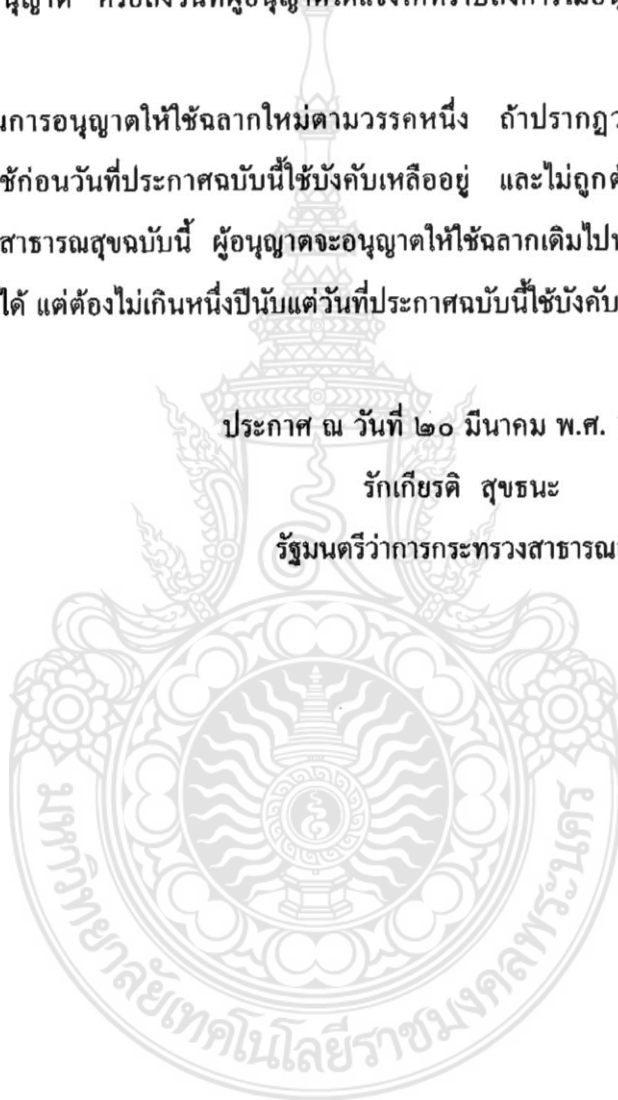 นุญาต หรือถึงวันที่ผู้อนุญาตได้แจ้งให้ทราบถึงการไม่อนุ
นการอนุญาตให้ใช้ฉลากใหม่ตามวรรคหนึ่ง ถ้าปรากฏว
ช้ก่อนวันที่ประกาศฉบับนี้ใช้บังคับเหลืออยู่ และไม่ถูกต
สาธารณสุขฉบับนี้ ผู้อนุญาตจะอนุญาตให้ใช้ฉลากเดิมไป
ได้ แต่ต้องไม่เกินหนึ่งปีนับแต่วันที่ประกาศฉบับนี้ใช้บังคับ
ประกาศ ณ วันที่ ๒๐ มีนาคม พ.ศ.
รักเกียรติ สุขธนะ
รัฐมนตรีว่าการกระทรวงสาธารณ
มหาวิทยาลัยเทคโนโลยีราชมงคลพระนคร